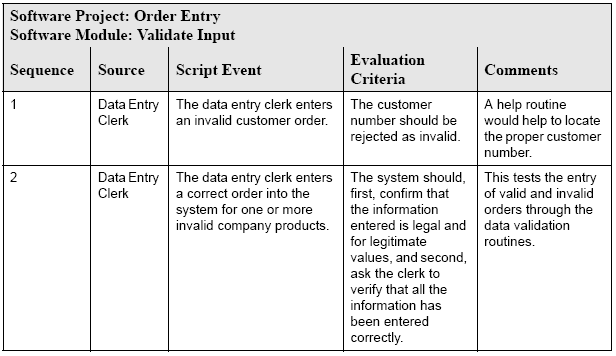 Software Project: Order Entry
Software Module: Validate Input
Sequence
Source
Script Event
Evaluation
Criteria
Comments
1
Data Entry
Clerk
The data entry clerk enters
an invalid customer order.
The customer
number should be
rejected as invalid.
A help routine
would help to locate
the proper customer
number.
2
Data Entry
Clerk
The data entry clerk enters
a correct order into the
system for one or more
invalid company products.
The system should,
first, confirm that
the information
entered is legal and
for legitimate
values, and second,
ask the clerk to
verify that all the
information has
been entered
correctly.
This tests the entry
of valid and invalid
orders through the
data validation
routines.